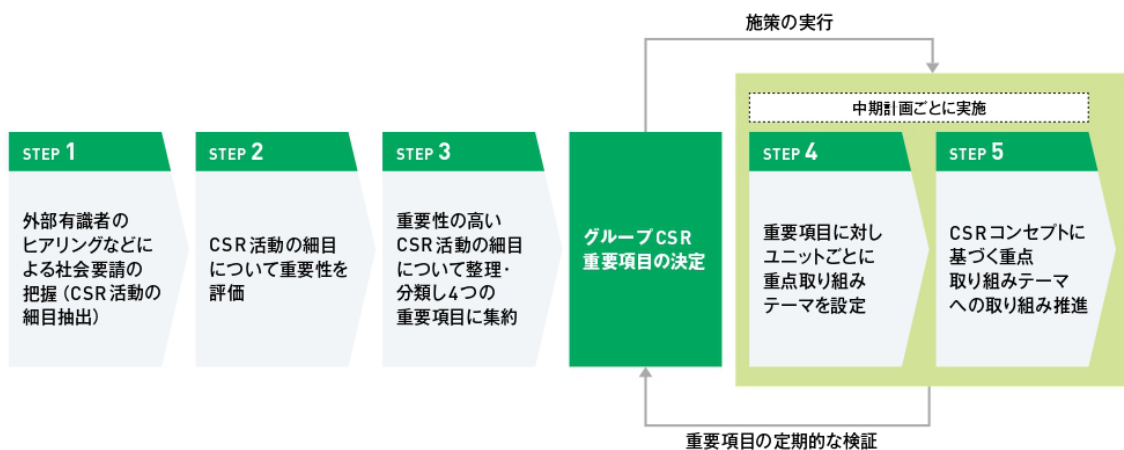 施策の実行
中期計画ごとに実施
STEP 1
外部有識者の
ヒアリングなどに
よる社会要請の
把握（CSR活動の
細目抽出）
STEP 2
CSR活動の細目
について重要性を
評価
STEP 3
重要性の高い
CSR活動の細目
について整理・
分類し4つの
重要項目に集約
グループCSR
重要項目の決定
STEP 4
重要項目に対し
ユニットごとに
重点取り組み
テーマを設定
STEP 5
CSRコンセプトに
基づく重点
取り組みテーマ
への取り組み推進
重要項目の定期的な検証